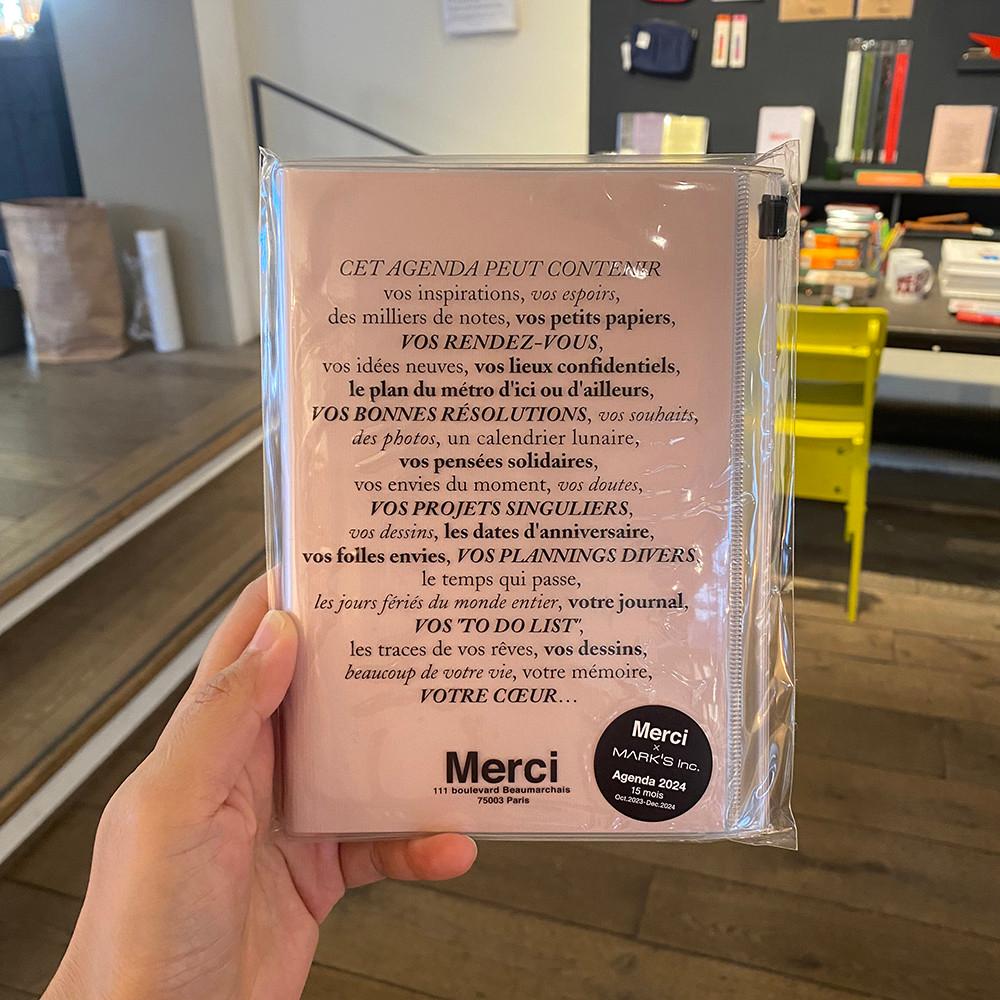 CET AGENDA PEUT CONTENIR
vos inspirations, vos espoirs,
des milliers de notes, vos petits papiers,
VOS RENDEZ-VOUS,
vos idées neuves, vos lieux confidentiels,
le plan du métro d'ici ou d'ailleurs,
VOS BONNES RÉSOLUTIONS, vos souhaits,
des photos, un calendrier lunaire,
vos pensées solidaires,
vos envies du moment, vos doutes,
VOS PROJETS SINGULIERS,
vos dessins, les dates d'anniversaire,
vos folles envies, VOS PLANNINGS DIVERS,
le temps qui passe,
les jours fériés du monde entier, votre journal,
VOS "TO DO LIST",
les traces de vos rêves, vos dessins,
beaucoup de votre vie, votre mémoire,
VOTRE CŒUR...
Merci
111 boulevard Beaumarchais
75003 Paris
Merci
×
MARK'S Inc.
Agenda 2024
15 mois
Oct.2023-Dec.2024